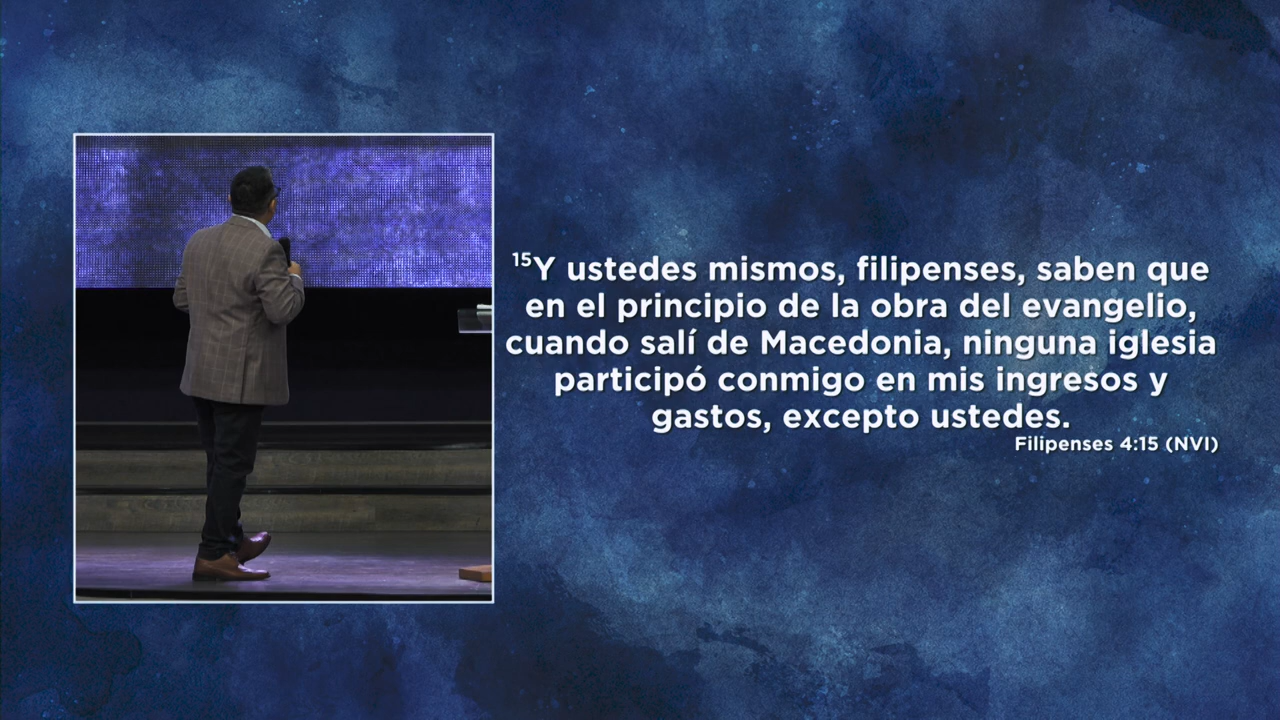 ¹⁵Y ustedes mismos, filipenses, saben que
en el principio de la obra del evangelio,
cuando salí de Macedonia, ninguna iglesia
participó conmigo en mis ingresos y
gastos, excepto ustedes.
Filipenses 4:15 (NVI)